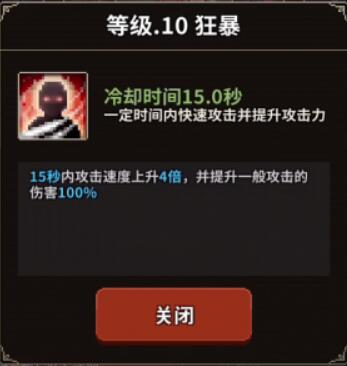 等级.10 狂暴
冷却时间15.0秒
一定时间内快速攻击并提升攻击力
15秒内攻击速度上升4倍，并提升一般攻击的
伤害100%
关闭